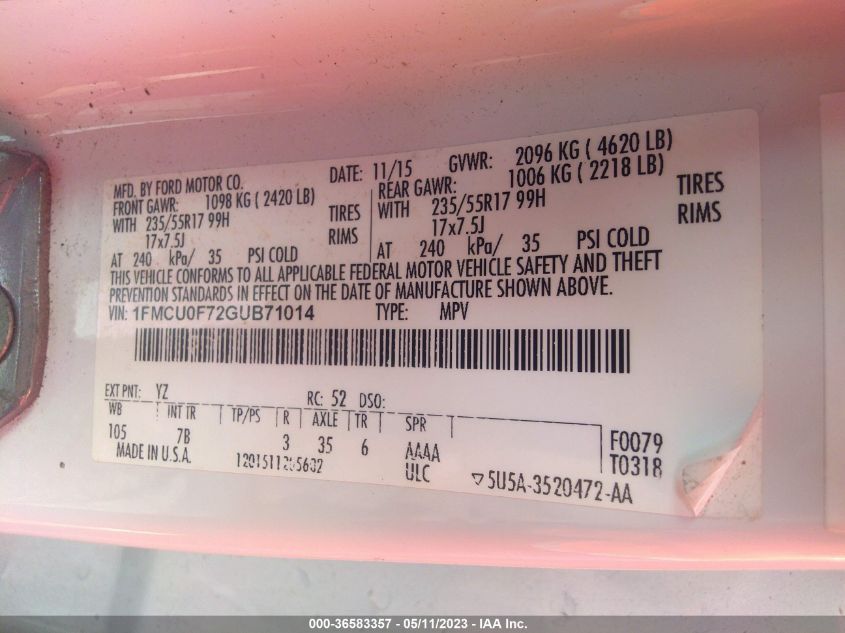 MFD. BY FORD MOTOR CO. DATE: 11/15 GVWR: 2096 KG ( 4620 LB)
FRONT GAWR: 1098 KG ( 2420 LB) REAR GAWR: 1006 KG ( 2218 LB)
WITH 235/55R17 99H TIRES WITH 235/55R17 99H TIRES
17x7.5J RIMS 17x7.5J RIMS
AT 240 kPa/ 35 PSI COLD AT 240 kPa/ 35 PSI COLD
THIS VEHICLE CONFORMS TO ALL APPLICABLE FEDERAL MOTOR VEHICLE SAFETY AND THEFT
PREVENTION STANDARDS IN EFFECT ON THE DATE OF MANUFACTURE SHOWN ABOVE.
VIN: 1FMCU0F72GUB71014 TYPE: MPV
EXT PNT: YZ RC: 52 DSO:
WB INT TR TP/PS R AXLE TR SPR
105 7B 3 35 6 AAAA F0079
MADE IN U.S.A. ULC T0318
▽5U5A-3520472-AA
000-36583357 - 05/11/2023 - IAA Inc.